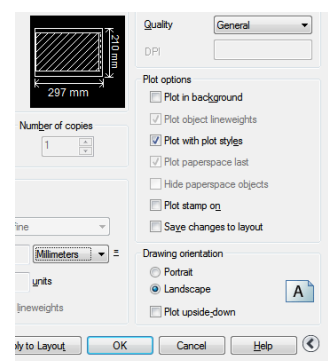 Quality General
DPI
210 mm
297 mm
Plot options
Plot in background
Number of copies
Plot object lineweights
1
Plot with plot styles
Plot paperspace last
Hide paperspace objects
Plot stamp on
Save changes to layout
Millimeters =
Drawing orientation
units
Portrait
Landscape
A
lineweights
Plot upside-down
to Layout OK Cancel Help